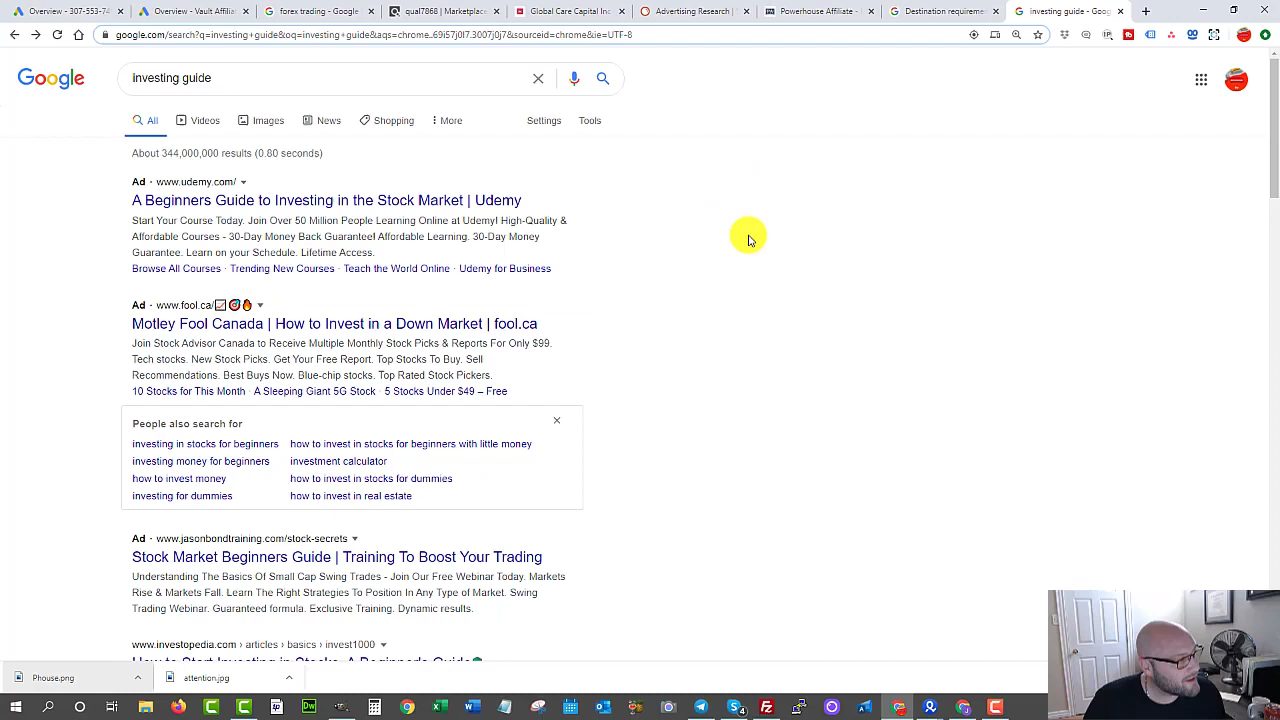 Overview - 307-553-74
Overview - Vault Affilia
forex trading - Google
qual7868 | Marketplace
Global Care Capital Inc
Advertising Research |
Powerhouse Affiliate -
Destination requireme
investing guide - Goog
google.com/search?q=investing+guide&oq=investing+guide&aqs=chrome..69i57j0l7.3007j0j7&sourceid=chrome&ie=UTF-8
Google
investing guide
All
Videos
Images
News
Shopping
More
Settings
Tools
About 344,000,000 results (0.80 seconds)
Ad · www.udemy.com/
A Beginners Guide to Investing in the Stock Market | Udemy
Start Your Course Today. Join Over 50 Million People Learning Online at Udemy! High-Quality &
Affordable Courses - 30-Day Money Back Guarantee! Affordable Learning. 30-Day Money
Guarantee. Learn on your Schedule. Lifetime Access.
Browse All Courses · Trending New Courses · Teach the World Online · Udemy for Business
Ad · www.fool.ca/
Motley Fool Canada | How to Invest in a Down Market | fool.ca
Join Stock Advisor Canada to Receive Multiple Monthly Stock Picks & Reports For Only $99.
Tech stocks. New Stock Picks. Get Your Free Report. Top Stocks To Buy. Sell
Recommendations. Best Buys Now. Blue-chip stocks. Top Rated Stock Pickers.
10 Stocks for This Month · A Sleeping Giant 5G Stock · 5 Stocks Under $49 – Free
People also search for
investing in stocks for beginners
how to invest in stocks for beginners with little money
investing money for beginners
investment calculator
how to invest money
how to invest in stocks for dummies
investing for dummies
how to invest in real estate
Ad · www.jasonbondtraining.com/stock-secrets
Stock Market Beginners Guide | Training To Boost Your Trading
Understanding The Basics Of Small Cap Swing Trades - Join Our Free Webinar Today. Markets
Rise & Markets Fall. Learn The Right Strategies To Position In Any Type of Market. Swing
Trading Webinar. Guaranteed formula. Exclusive Training. Dynamic results.
www.investopedia.com › articles › basics › invest1000
How to Start Investing in Stocks: A Beginner's Guide
Phouse.png
attention.jpg